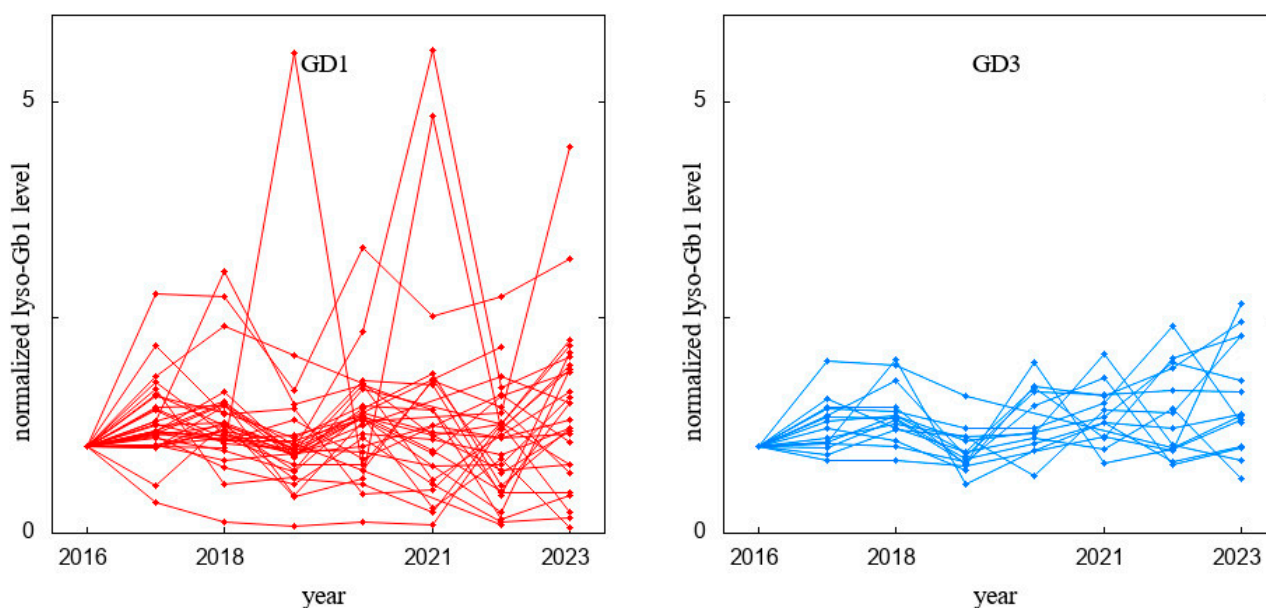 GD1
5
normalized lyso-Gb1 level
0
2016 2018 2021 2023
year
GD3
5
normalized lyso-Gb1 level
0
2016 2018 2021 2023
year